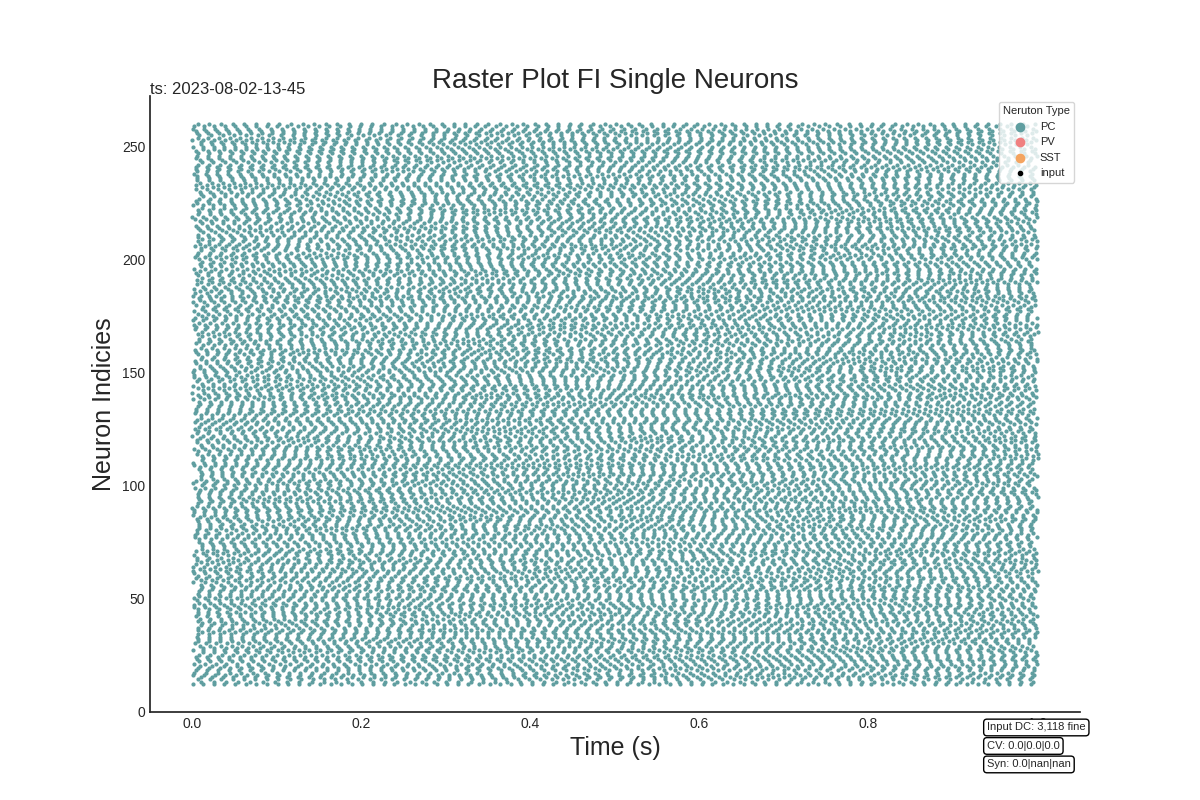 Raster Plot FI Single Neurons
ts: 2023-08-02-13-45
Neruton Type
PC
PV
SST
input
Neuron Indicies
250
200
150
100
50
0
0.0 0.2 0.4 0.6 0.8
Time (s)
Input DC: 3,118 fine
CV: 0.0|0.0|0.0
Syn: 0.0|nan|nan